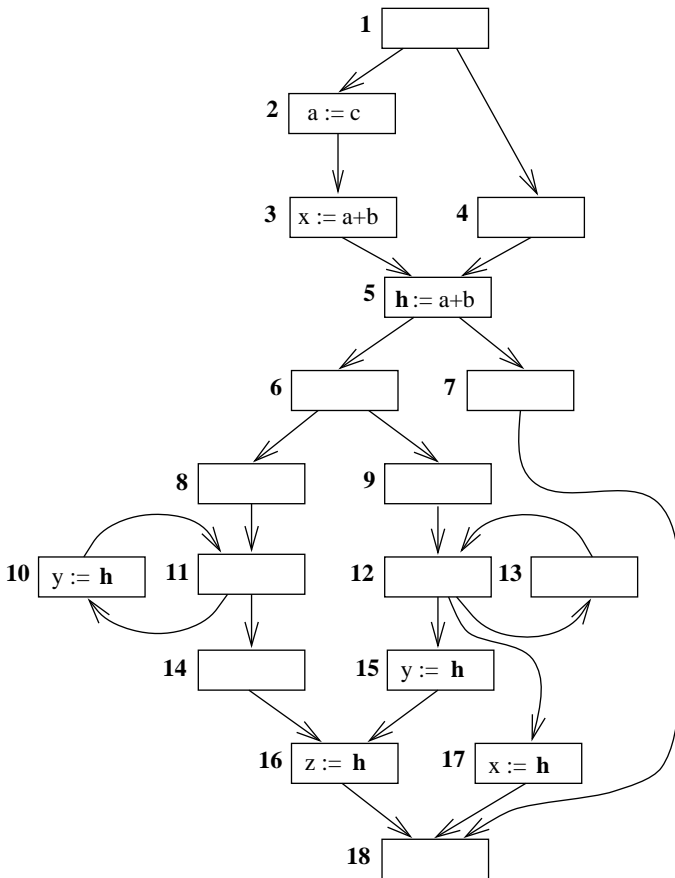 1
2 a := c
3 x := a+b 4
5 h := a+b
6 7
8 9
10 y := h 11 12 13
14 15 y := h
16 z := h 17 x := h
18